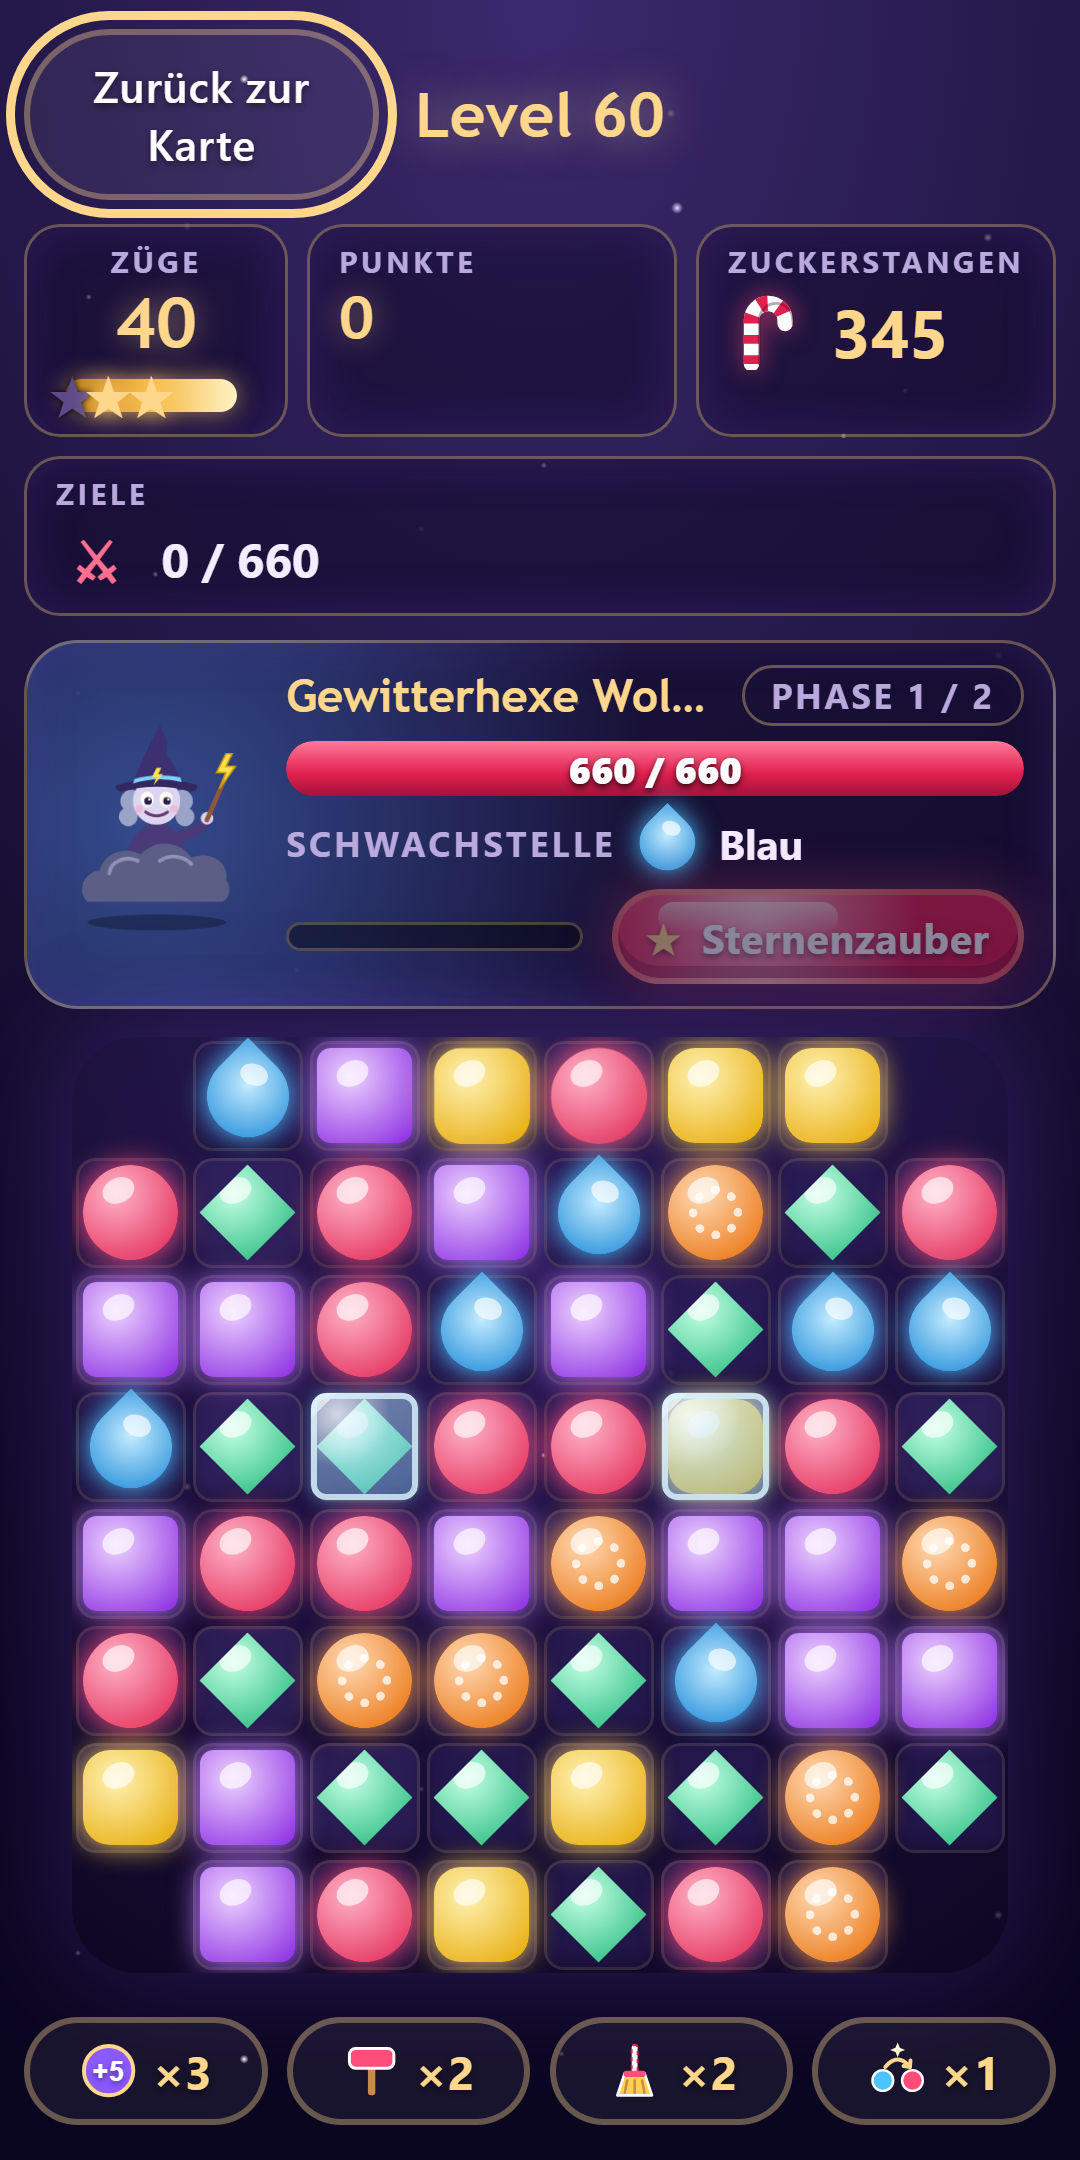 Zurück zur
Karte
Level 60
ZÜGE
40
PUNKTE
0
ZUCKERSTANGEN
345
ZIELE
0 / 660
Gewitterhexe Wol...
PHASE 1 / 2
660 / 660
SCHWACHSTELLE
Blau
Sternenzauber
+5
×3
×2
×2
×1